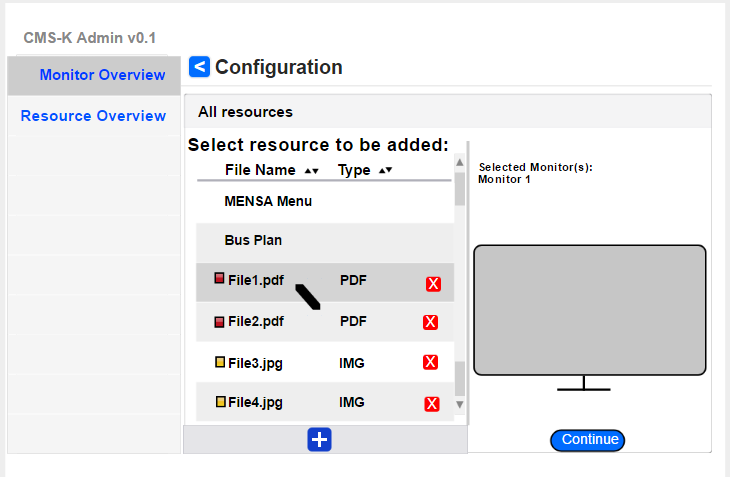 CMS-K Admin v0.1
Monitor Overview
Resource Overview
< Configuration
All resources
Select resource to be added:
File Name ▲▼ Type ▲▼
MENSA Menu
Bus Plan
File1.pdf PDF X
File2.pdf PDF X
File3.jpg IMG X
File4.jpg IMG X
+
Selected Monitor(s):
Monitor 1
Continue